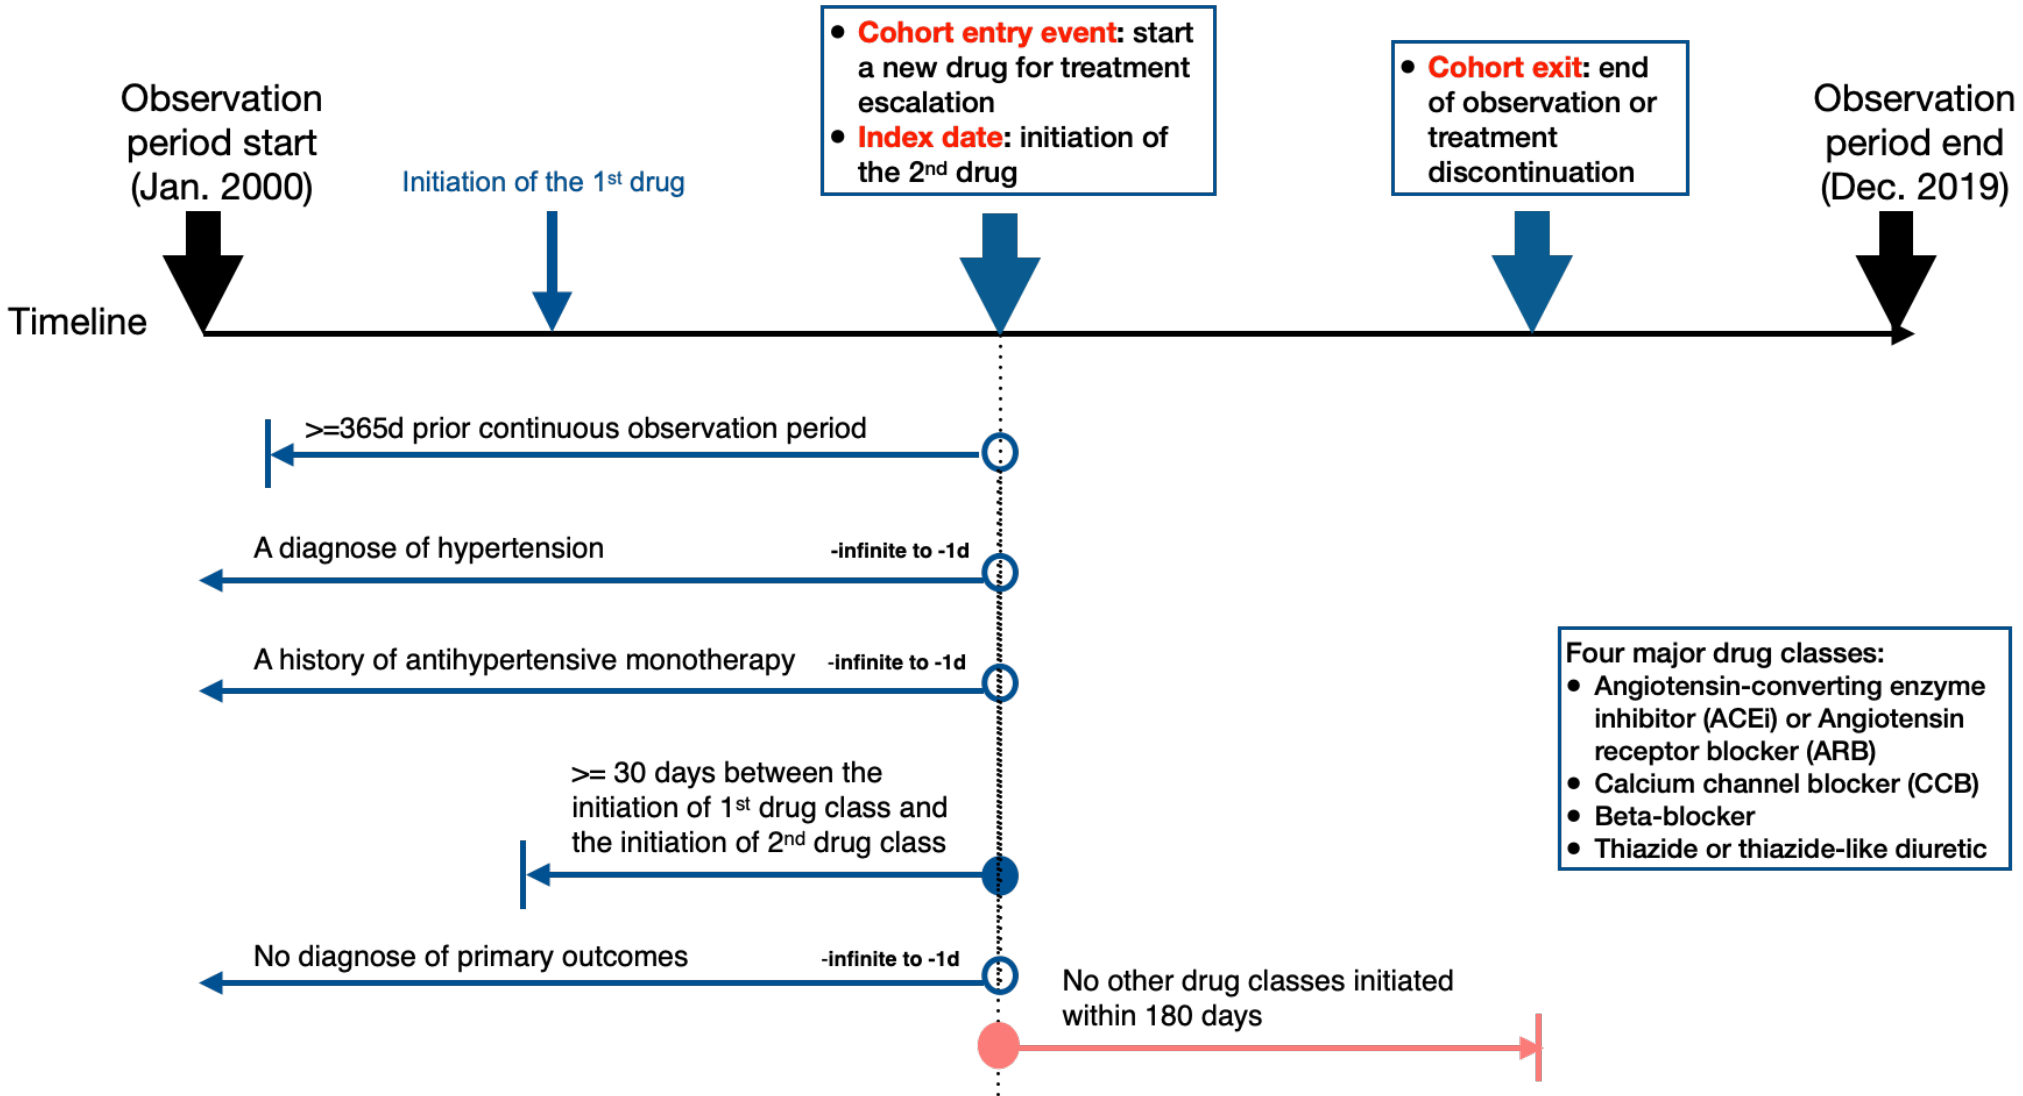 Observation
period start
(Jan. 2000)
Initiation of the 1st drug
• Cohort entry event: start
a new drug for treatment
escalation
• Index date: initiation of
the 2nd drug
• Cohort exit: end
of observation or
treatment
discontinuation
Observation
period end
(Dec. 2019)
Timeline
>=365d prior continuous observation period
A diagnose of hypertension -infinite to -1d
A history of antihypertensive monotherapy -infinite to -1d
>= 30 days between the
initiation of 1st drug class and
the initiation of 2nd drug class
No diagnose of primary outcomes -infinite to -1d
No other drug classes initiated
within 180 days
Four major drug classes:
• Angiotensin-converting enzyme
inhibitor (ACEi) or Angiotensin
receptor blocker (ARB)
• Calcium channel blocker (CCB)
• Beta-blocker
• Thiazide or thiazide-like diuretic